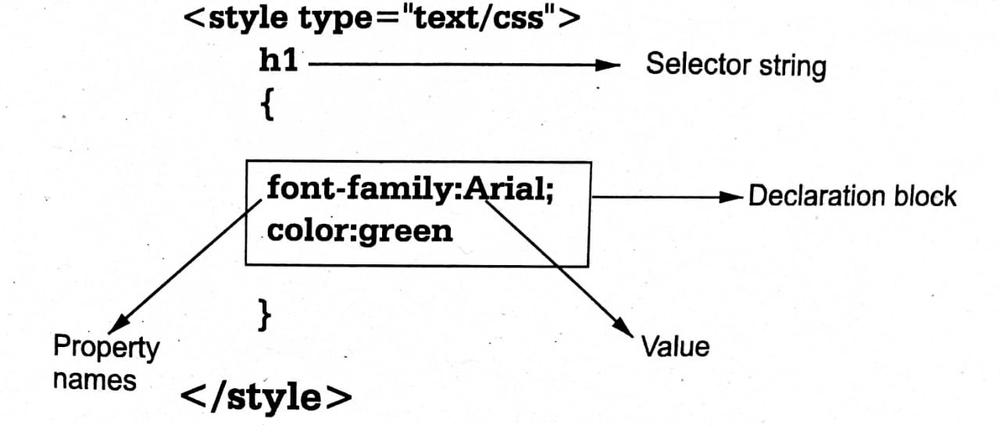 <style type="text/css">
h1
Selector string
{
font-family:Arial;
Declaration block
color:green
}
Property
names
Value
</style>